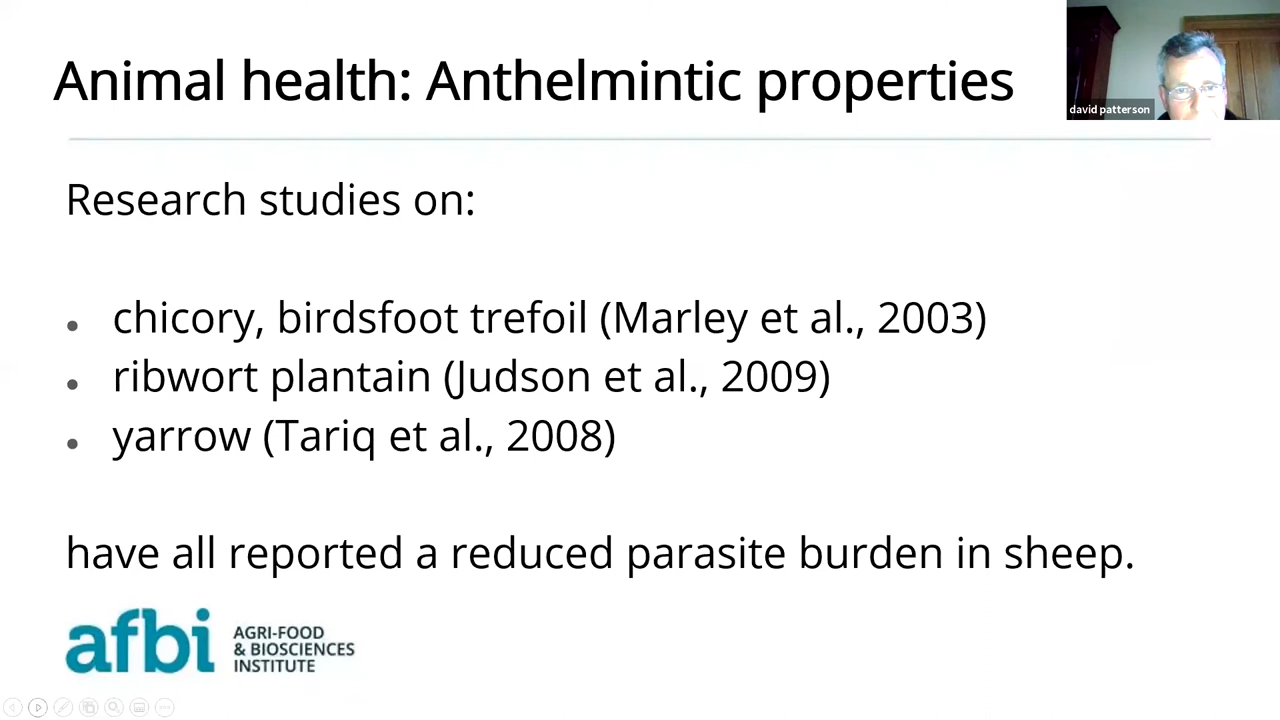 Animal health: Anthelmintic properties
david patterson
Research studies on:
• chicory, birdsfoot trefoil (Marley et al., 2003)
• ribwort plantain (Judson et al., 2009)
• yarrow (Tariq et al., 2008)
have all reported a reduced parasite burden in sheep.
afbi
AGRI-FOOD
& BIOSCIENCES
INSTITUTE